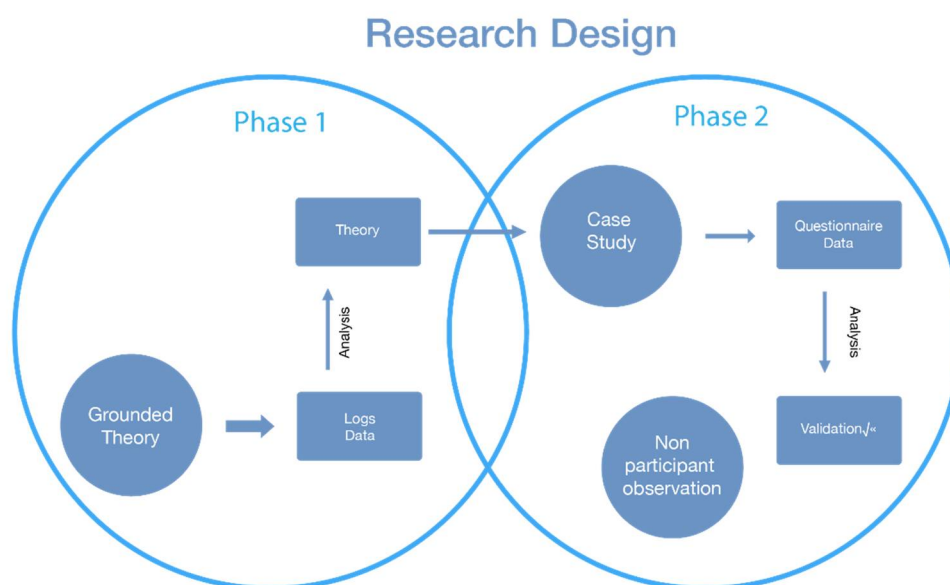 Research Design
Phase 1
Phase 2
Theory
Case
Study
Questionnaire
Data
Analysis
Analysis
Grounded
Theory
Logs
Data
Non
participant
observation
Validation√«